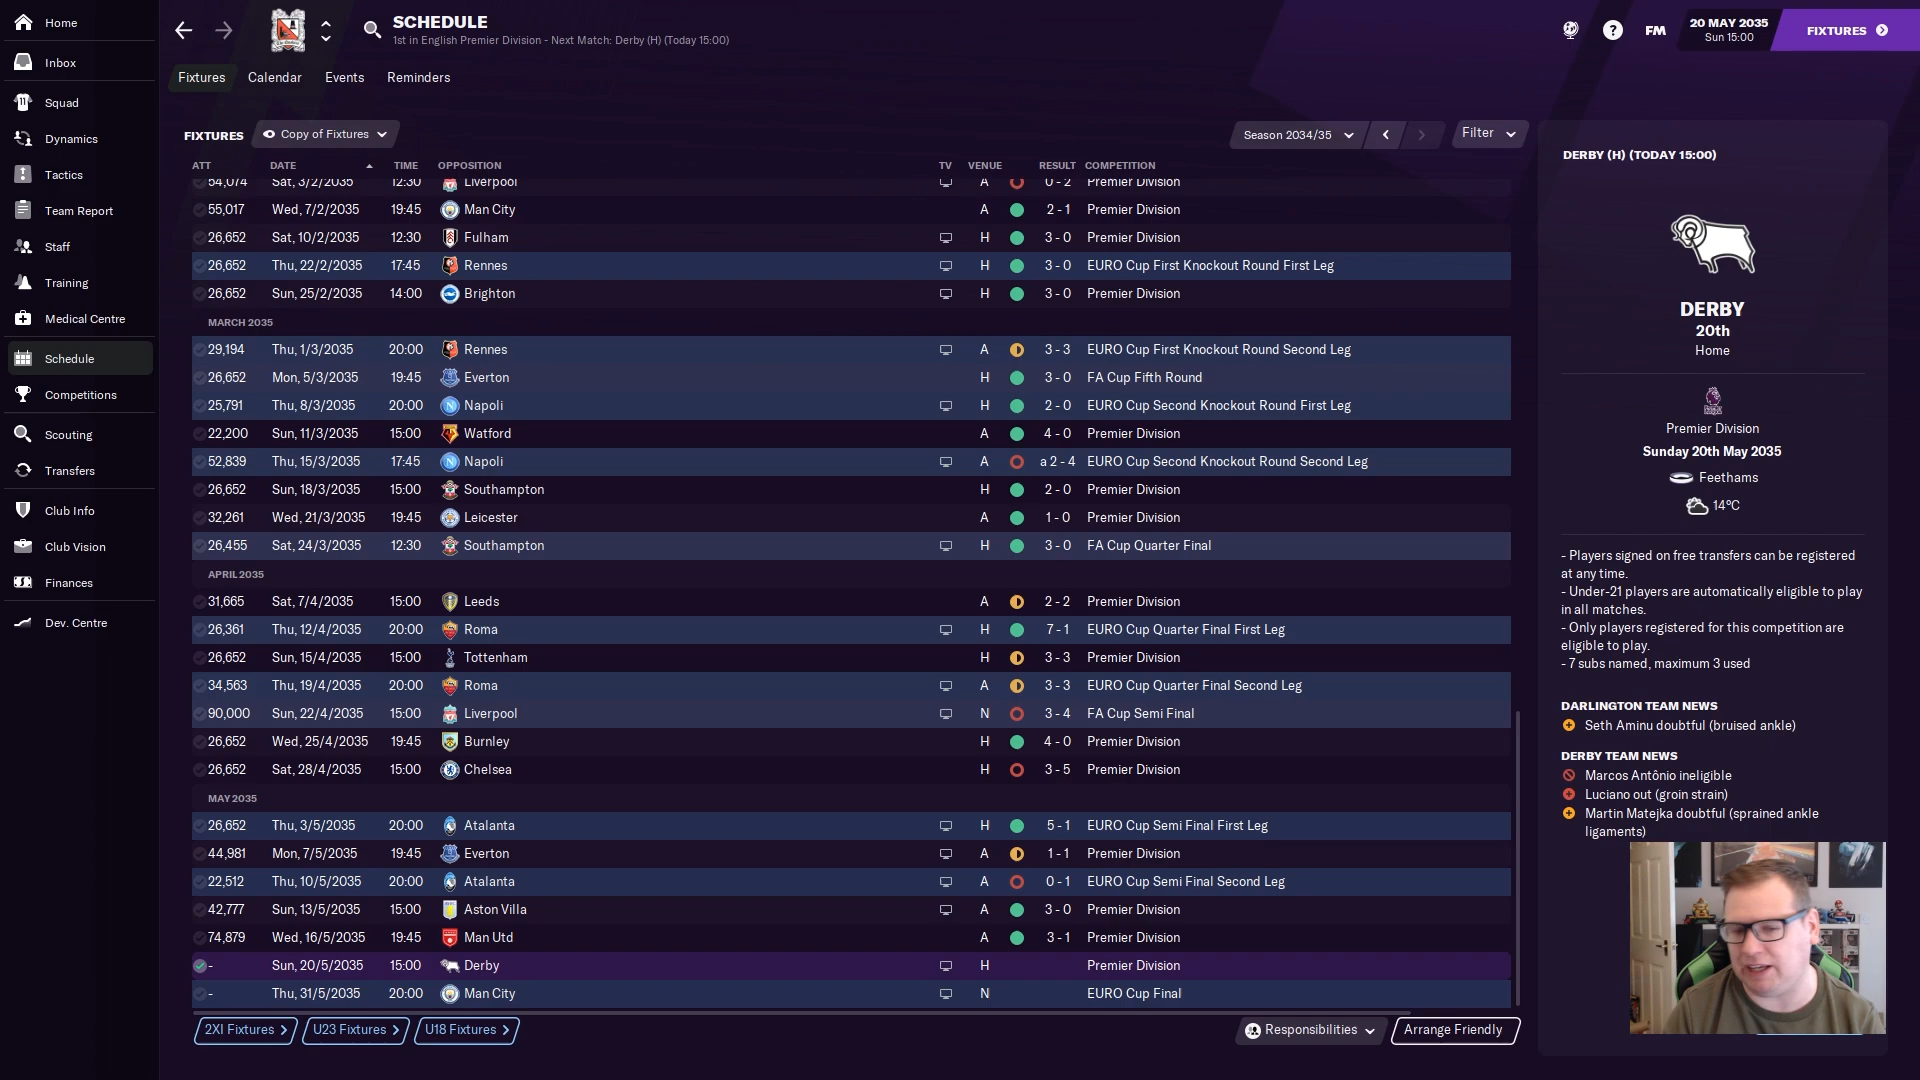 Home
Inbox
Squad
Dynamics
Tactics
Team Report
Staff
Training
Medical Centre
Schedule
Competitions
Scouting
Transfers
Club Info
Club Vision
Finances
Dev. Centre
SCHEDULE
1st in English Premier Division - Next Match: Derby (H) (Today 15:00)
FM
20 MAY 2035
Sun 15:00
FIXTURES
Fixtures Calendar Events Reminders
FIXTURES Copy of Fixtures
Season 2034/35
Filter
ATT DATE TIME OPPOSITION TV VENUE RESULT COMPETITION
54,074 Sat, 3/2/2035 12:30 Liverpool A 0 - 2 Premier Division
55,017 Wed, 7/2/2035 19:45 Man City A 2 - 1 Premier Division
26,652 Sat, 10/2/2035 12:30 Fulham H 3 - 0 Premier Division
26,652 Thu, 22/2/2035 17:45 Rennes H 3 - 0 EURO Cup First Knockout Round First Leg
26,652 Sun, 25/2/2035 14:00 Brighton H 3 - 0 Premier Division
MARCH 2035
29,194 Thu, 1/3/2035 20:00 Rennes A 3 - 3 EURO Cup First Knockout Round Second Leg
26,652 Mon, 5/3/2035 19:45 Everton H 3 - 0 FA Cup Fifth Round
25,791 Thu, 8/3/2035 20:00 Napoli H 2 - 0 EURO Cup Second Knockout Round First Leg
22,200 Sun, 11/3/2035 15:00 Watford A 4 - 0 Premier Division
52,839 Thu, 15/3/2035 17:45 Napoli A a 2 - 4 EURO Cup Second Knockout Round Second Leg
26,652 Sun, 18/3/2035 15:00 Southampton H 2 - 0 Premier Division
32,261 Wed, 21/3/2035 19:45 Leicester A 1 - 0 Premier Division
26,455 Sat, 24/3/2035 12:30 Southampton H 3 - 0 FA Cup Quarter Final
APRIL 2035
31,665 Sat, 7/4/2035 15:00 Leeds A 2 - 2 Premier Division
26,361 Thu, 12/4/2035 20:00 Roma H 7 - 1 EURO Cup Quarter Final First Leg
26,652 Sun, 15/4/2035 15:00 Tottenham H 3 - 3 Premier Division
34,563 Thu, 19/4/2035 20:00 Roma A 3 - 3 EURO Cup Quarter Final Second Leg
90,000 Sun, 22/4/2035 15:00 Liverpool N 3 - 4 FA Cup Semi Final
26,652 Wed, 25/4/2035 19:45 Burnley H 4 - 0 Premier Division
26,652 Sat, 28/4/2035 15:00 Chelsea H 3 - 5 Premier Division
MAY 2035
26,652 Thu, 3/5/2035 20:00 Atalanta H 5 - 1 EURO Cup Semi Final First Leg
44,981 Mon, 7/5/2035 19:45 Everton A 1 - 1 Premier Division
22,512 Thu, 10/5/2035 20:00 Atalanta A 0 - 1 EURO Cup Semi Final Second Leg
42,777 Sun, 13/5/2035 15:00 Aston Villa A 3 - 0 Premier Division
74,879 Wed, 16/5/2035 19:45 Man Utd A 3 - 1 Premier Division
- Sun, 20/5/2035 15:00 Derby H Premier Division
- Thu, 31/5/2035 20:00 Man City N EURO Cup Final
2XI Fixtures U23 Fixtures U18 Fixtures
Responsibilities
Arrange Friendly
DERBY (H) (TODAY 15:00)
DERBY
20th
Home
Premier Division
Sunday 20th May 2035
Feethams
14°C
- Players signed on free transfers can be registered
at any time.
- Under-21 players are automatically eligible to play
in all matches.
- Only players registered for this competition are
eligible to play.
- 7 subs named, maximum 3 used
DARLINGTON TEAM NEWS
Seth Aminu doubtful (bruised ankle)
DERBY TEAM NEWS
Marcos Antônio ineligible
Luciano out (groin strain)
Martin Matejka doubtful (sprained ankle
ligaments)